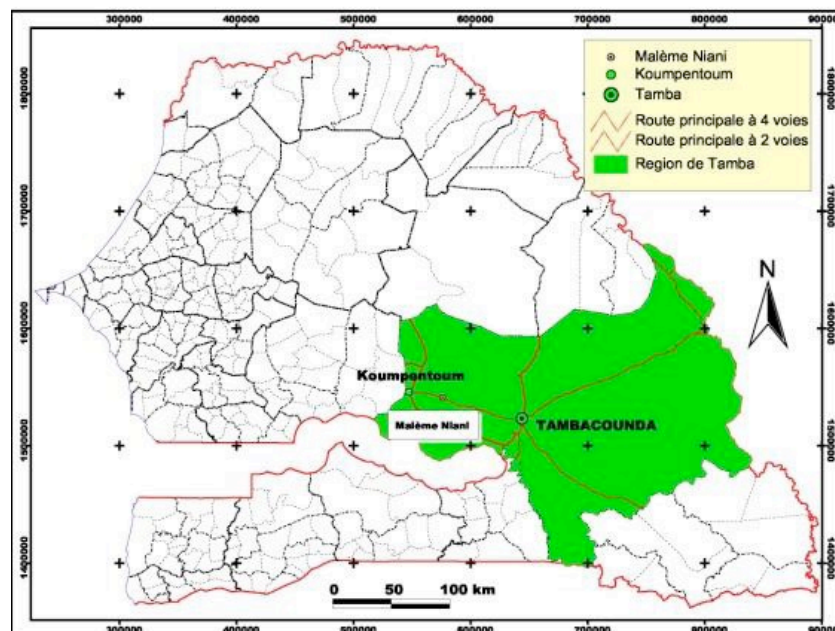 300000 400000 500000 600000 700000 800000 900000
Malème Niani
Koumpentoum
Tamba
Route principale à 4 voies
Route principale à 2 voies
Region de Tamba
1800000
1800000
1700000
1700000
N
1600000
1600000
Koumpentoum
Malème Niani
TAMBACOUNDA
1500000
1500000
1400000
1400000
0 50 100 km
300000 400000 500000 600000 700000 800000 90000